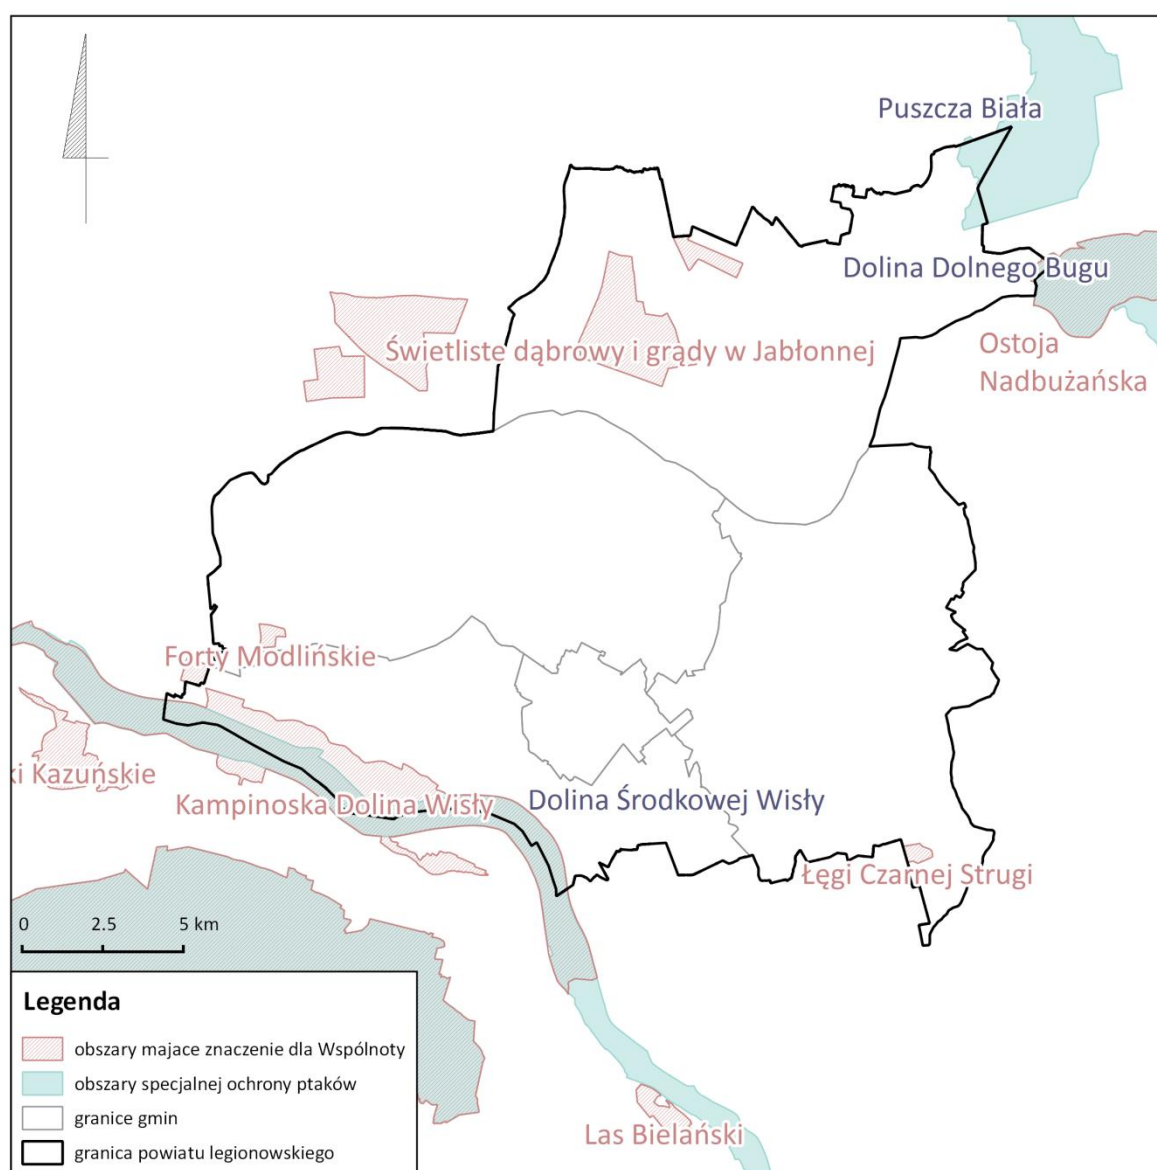 Puszcza Biała
Dolina Dolnego Bugu
Świetliste dąbrowy i grądy w Jabłonnej
Ostoja
Nadbużańska
Forty Modlińskie
ki Kazuńskie
Kampinoska Dolina Wisły
Dolina Środkowej Wisły
Łęgi Czarnej Strugi
0 2.5 5 km
Legenda
obszary majace znaczenie dla Wspólnoty
obszary specjalnej ochrony ptaków
granice gmin
granica powiatu legionowskiego
Las Bielański